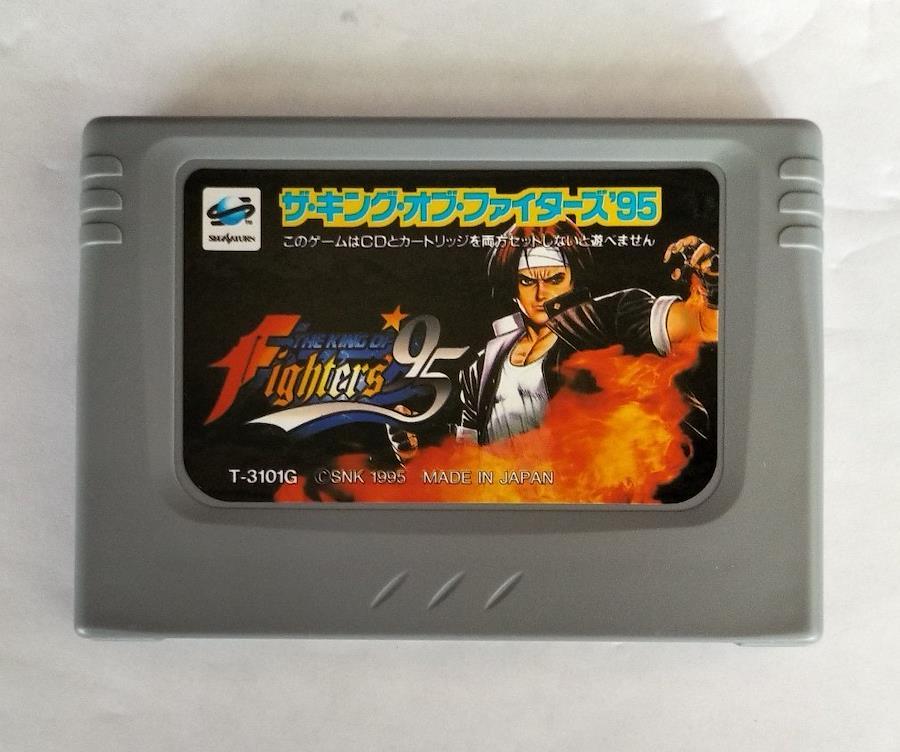 ザ・キング・オブ・ファイターズ'95
SEGA SATURN
TM
このゲームはCDとカートリッジを両方セットしないと遊べません
THE KING OF
Fighters '95
TM
T-3101G ©SNK 1995 MADE IN JAPAN